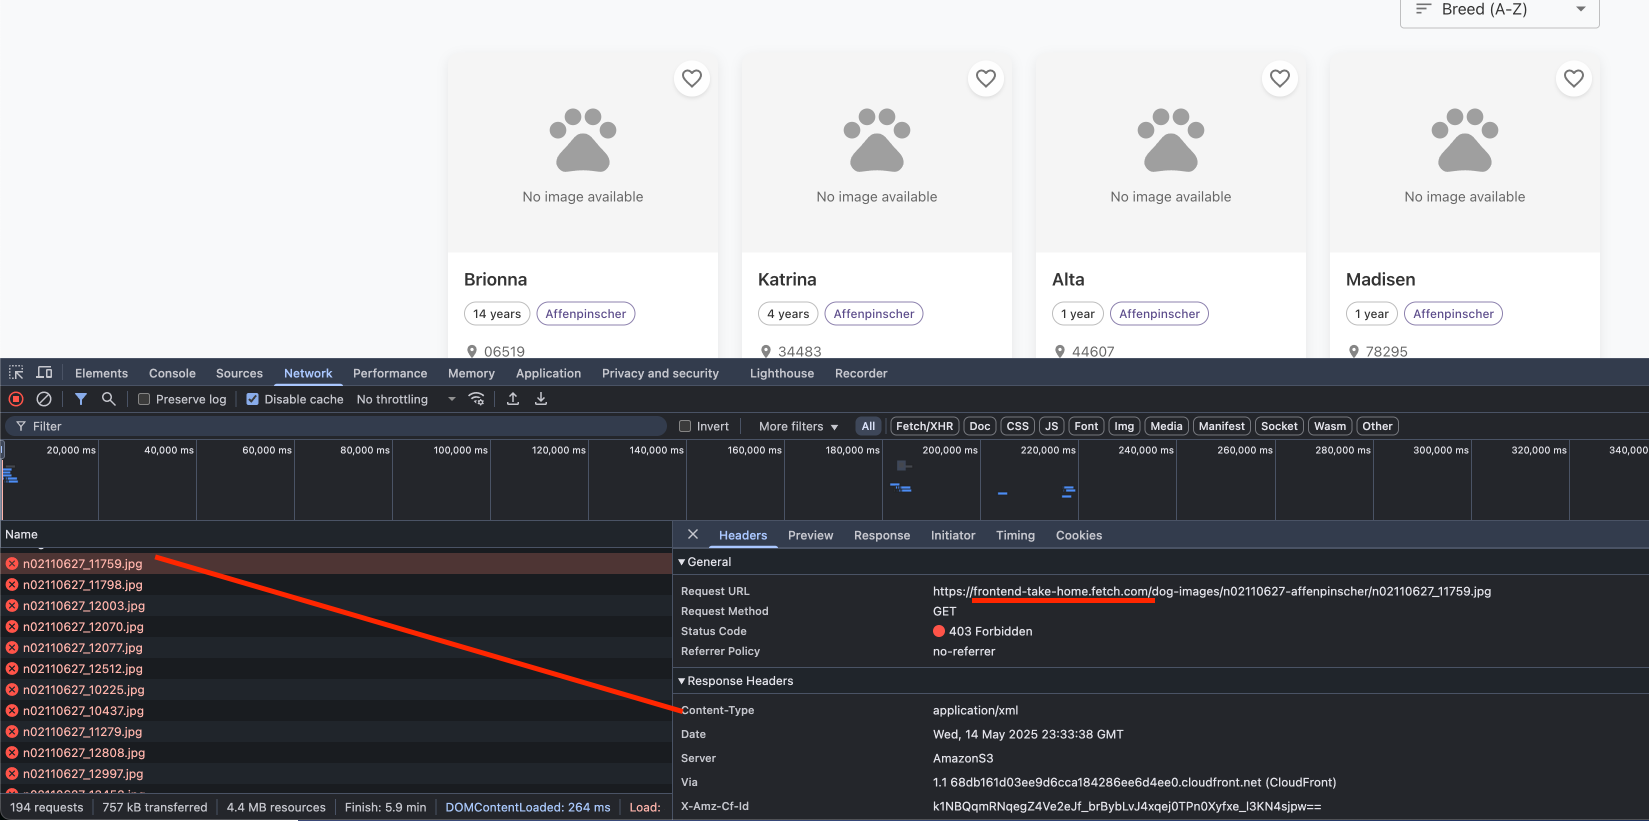 Breed (A-Z)
No image available
No image available
No image available
No image available
Brionna
Katrina
Alta
Madisen
14 years Affenpinscher
4 years Affenpinscher
1 year Affenpinscher
1 year Affenpinscher
06519
34483
44607
78295
Elements Console Sources Network Performance Memory Application Privacy and security Lighthouse Recorder
Preserve log Disable cache No throttling
Filter Invert More filters All Fetch/XHR Doc CSS JS Font Img Media Manifest Socket Wasm Other
20,000 ms 40,000 ms 60,000 ms 80,000 ms 100,000 ms 120,000 ms 140,000 ms 160,000 ms 180,000 ms 200,000 ms 220,000 ms 240,000 ms 260,000 ms 280,000 ms 300,000 ms 320,000 ms 340,000
Name
n02110627_11759.jpg
n02110627_11798.jpg
n02110627_12003.jpg
n02110627_12070.jpg
n02110627_12077.jpg
n02110627_12512.jpg
n02110627_10225.jpg
n02110627_10437.jpg
n02110627_11279.jpg
n02110627_12808.jpg
n02110627_12997.jpg
194 requests 757 kB transferred 4.4 MB resources Finish: 5.9 min DOMContentLoaded: 264 ms Load:
Headers Preview Response Initiator Timing Cookies
General
Request URL https://frontend-take-home.fetch.com/dog-images/n02110627-affenpinscher/n02110627_11759.jpg
Request Method GET
Status Code 403 Forbidden
Referrer Policy no-referrer
Response Headers
Content-Type application/xml
Date Wed, 14 May 2025 23:33:38 GMT
Server AmazonS3
Via 1.1 68db161d03ee9d6cca184286ee6d4ee0.cloudfront.net (CloudFront)
X-Amz-Cf-Id k1NBQqmRNqegZ4Ve2eJf_brBybLvJ4xqej0TPn0Xyfxe_I3KN4sjpw==